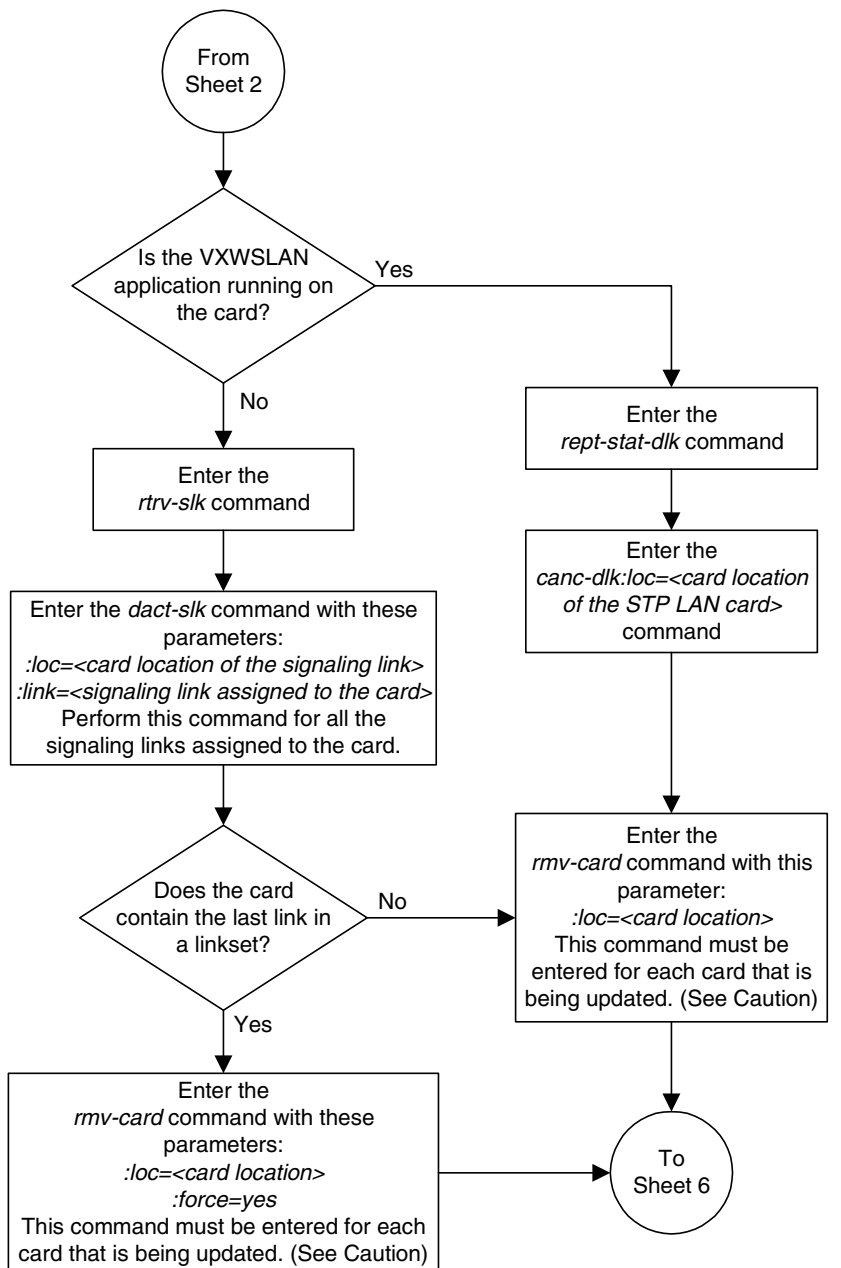 From
Sheet 2
Is the VXWSLAN
application running on
the card?
Yes
No
Enter the
rtrv-slk command
Enter the dact-slk command with these
parameters:
:loc=<card location of the signaling link>
:link=<signaling link assigned to the card>
Perform this command for all the
signaling links assigned to the card.
Does the card
contain the last link in
a linkset?
No
Yes
Enter the
rmv-card command with these
parameters:
:loc=<card location>
:force=yes
This command must be entered for each
card that is being updated. (See Caution)
Enter the
rept-stat-dlk command
Enter the
canc-dlk:loc=<card location
of the STP LAN card>
command
Enter the
rmv-card command with this
parameter:
:loc=<card location>
This command must be
entered for each card that is
being updated. (See Caution)
To
Sheet 6